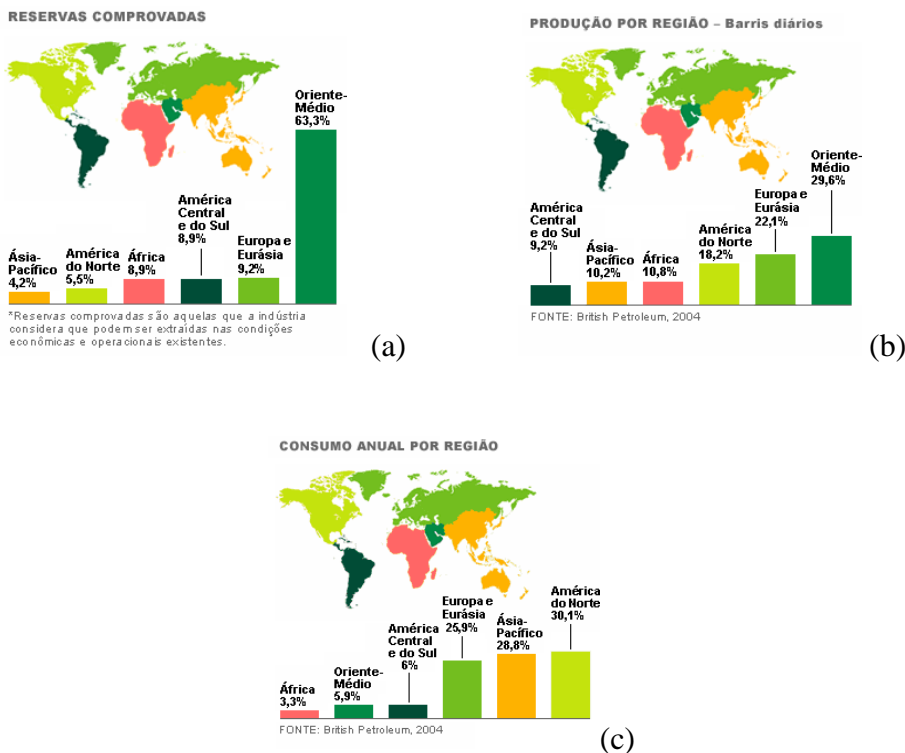 RESERVAS COMPROVADAS
Oriente-
Médio
63,3%
América
Central
e do Sul
8,9%
Europa e
Eurásia
9,2%
África
8,9%
América
do Norte
5,5%
Ásia-
Pacífico
4,2%
*Reservas comprovadas são aquelas que a indústria
considera que podem ser extraídas nas condições
econômicas e operacionais existentes.
(a)
PRODUÇÃO POR REGIÃO – Barris diários
Oriente-
Médio
29,6%
Europa e
Eurásia
22,1%
América
Central
e do Sul
9,2%
América
do Norte
18,2%
Ásia-
Pacífico
10,2%
África
10,8%
FONTE: British Petroleum, 2004
(b)
CONSUMO ANUAL POR REGIÃO
América
do Norte
30,1%
Europa e
Eurásia
25,9%
Ásia-
Pacífico
28,8%
América
Central
e do Sul
6%
Oriente-
Médio
5,9%
África
3,3%
FONTE: British Petroleum, 2004
(c)